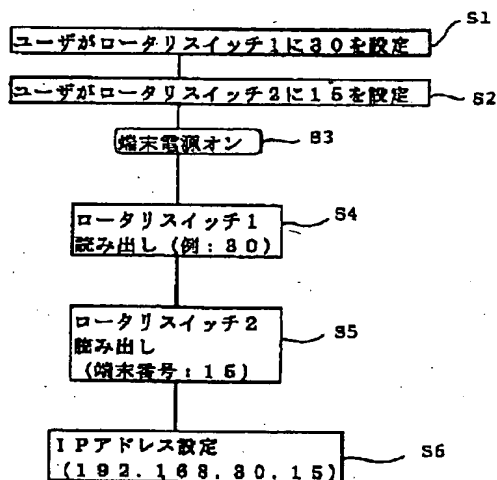 ユーザがロータリスイッチ1に30を設定
S1
ユーザがロータリスイッチ2に15を設定
S2
端末電源オン
S3
ロータリスイッチ1
読み出し(例:30)
S4
ロータリスイッチ2
読み出し
(端末番号:15)
S5
IPアドレス設定
(192.168.30.15)
S6